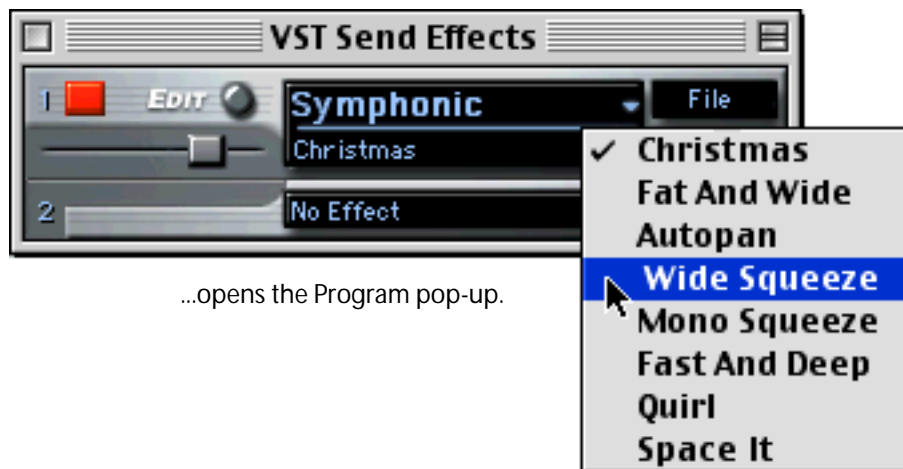 VST Send Effects
1 EDIT Symphonic File
Christmas
2 No Effect
Christmas
Fat And Wide
Autopan
Wide Squeeze
Mono Squeeze
Fast And Deep
Quirl
Space It
...opens the Program pop-up.